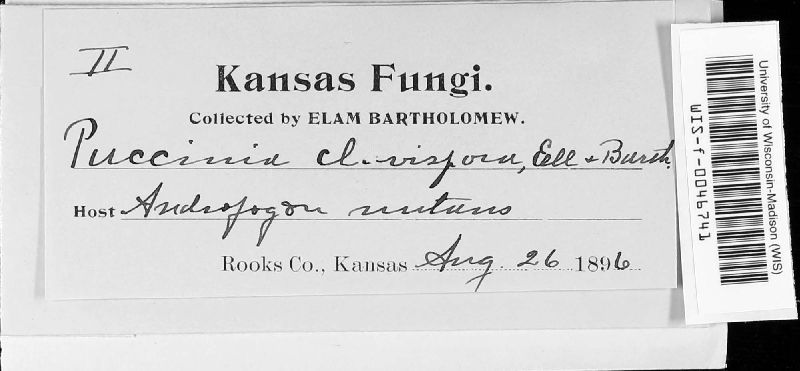 II
Kansas Fungi.
Collected by ELAM BARTHOLOMEW.
Puccinia cl. vispora, Ell & Barth.
Host Andropogon nutans
Rooks Co., Kansas Aug 26 1896
University of Wisconsin-Madison (WIS)
WIS-f-0046741